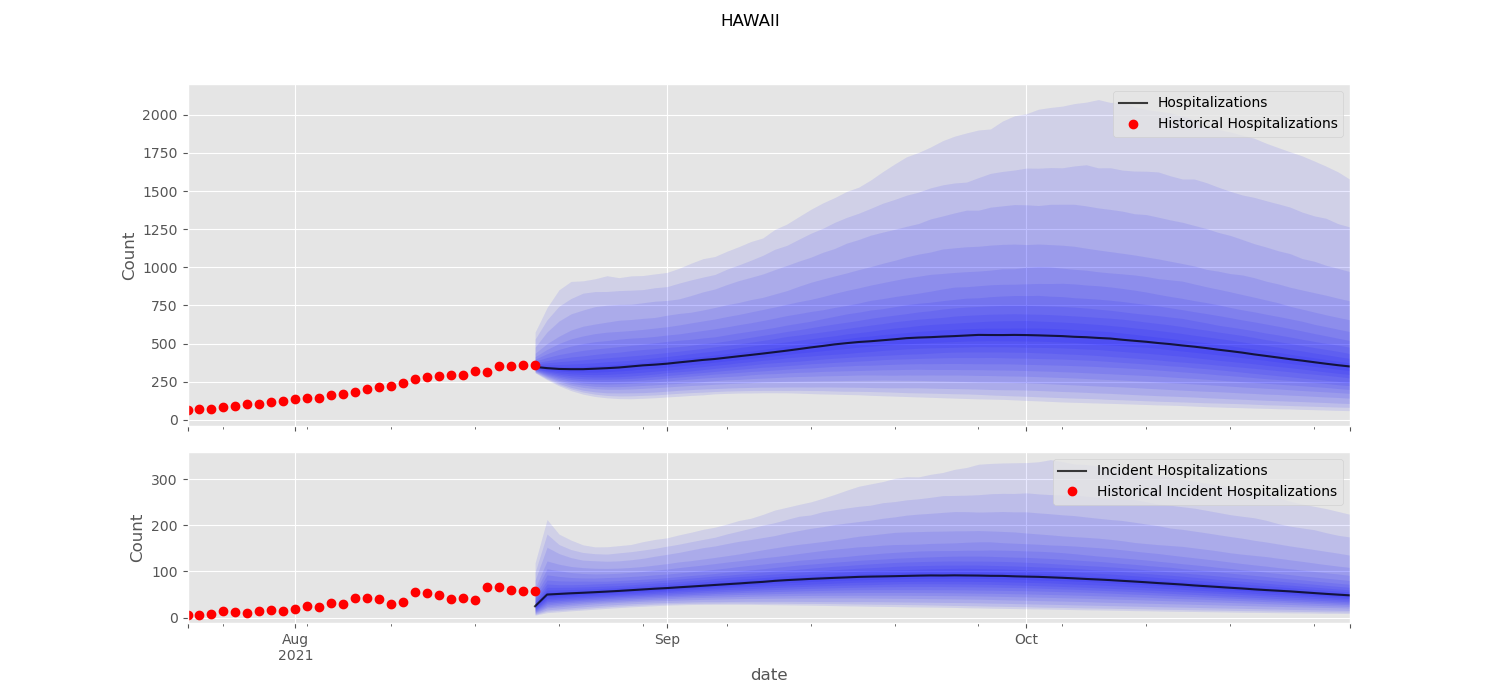 HAWAII
2000
1750
1500
1250
1000
750
500
250
0
Count
Hospitalizations
Historical Hospitalizations
300
200
100
0
Count
Incident Hospitalizations
Historical Incident Hospitalizations
Aug
2021
Sep
Oct
date